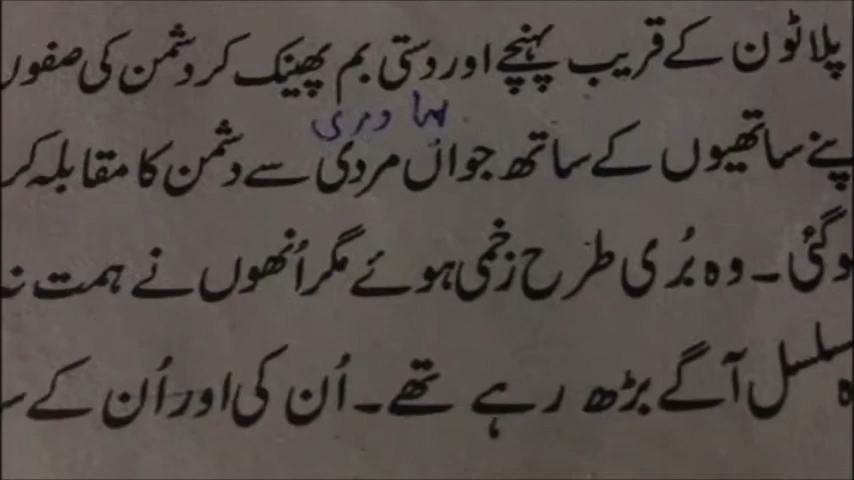 پلاٹون کے قریب پہنچے اور دستی بم پھینک کر دشمن کی صفوں
بہادری
پنے ساتھیوں کے ساتھ جواں مردی سے دشمن کا مقابلہ کر
وگئی۔ وہ بُری طرح زخمی ہوئے مگر اُنھوں نے ہمت نہ
ہ مسلسل آگے بڑھ رہے تھے۔ اُن کی اور اُن کے س